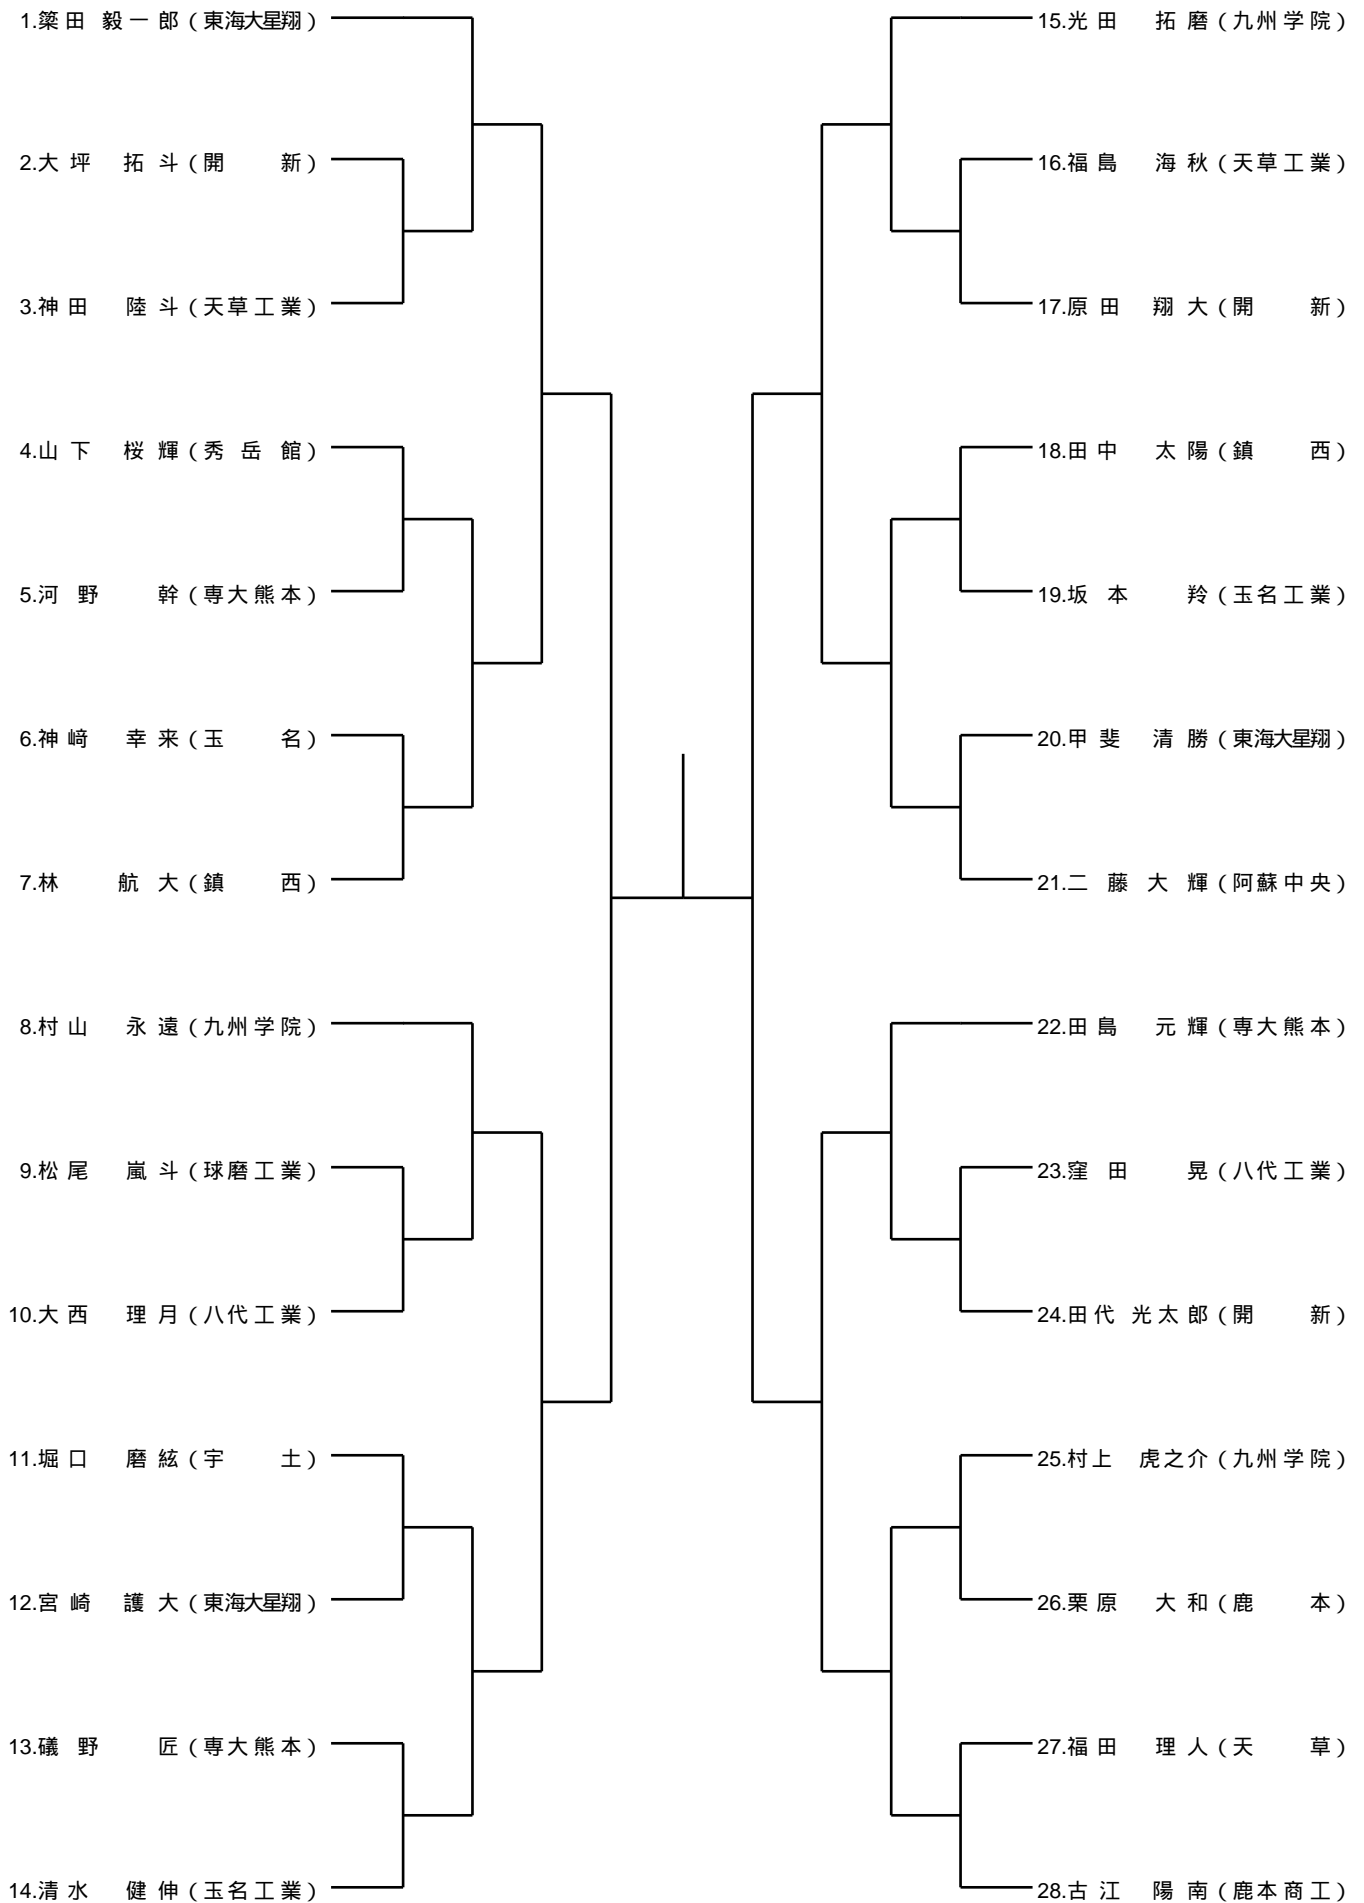 1.築田 毅一郎（東海大星翔）
2.大坪 拓斗（開 新）
3.神田 陸斗（天草工業）
4.山下 桜輝（秀岳館）
5.河野 幹（専大熊本）
6.神﨑 幸来（玉 名）
7.林 航大（鎮 西）
8.村山 永遠（九州学院）
9.松尾 嵐斗（球磨工業）
10.大西 理月（八代工業）
11.堀口 磨絃（宇 土）
12.宮崎 護大（東海大星翔）
13.礒野 匠（専大熊本）
14.清水 健伸（玉名工業）
15.光田 拓磨（九州学院）
16.福島 海秋（天草工業）
17.原田 翔大（開 新）
18.田中 太陽（鎮 西）
19.坂本 羚（玉名工業）
20.甲斐 清勝（東海大星翔）
21.二藤大輝（阿蘇中央）
22.田島 元輝（専大熊本）
23.窪田 晃（八代工業）
24.田代 光太郎（開 新）
25.村上 虎之介（九州学院）
26.栗原 大和（鹿 本）
27.福田 理人（天 草）
28.古江 陽南（鹿本商工）